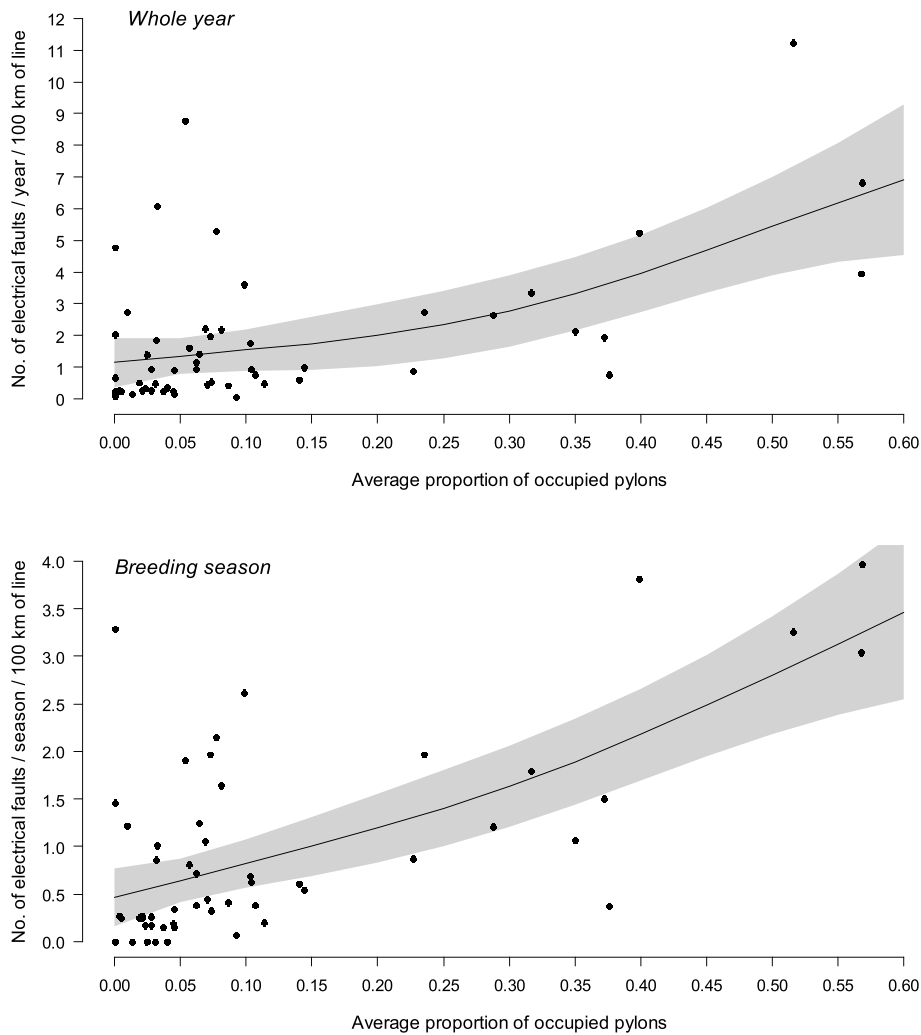 Whole year
No. of electrical faults / year / 100 km of line
12
11
10
9
8
7
6
5
4
3
2
1
0
0.00 0.05 0.10 0.15 0.20 0.25 0.30 0.35 0.40 0.45 0.50 0.55 0.60
Average proportion of occupied pylons
Breeding season
No. of electrical faults / season / 100 km of line
4.0
3.5
3.0
2.5
2.0
1.5
1.0
0.5
0.0
0.00 0.05 0.10 0.15 0.20 0.25 0.30 0.35 0.40 0.45 0.50 0.55 0.60
Average proportion of occupied pylons